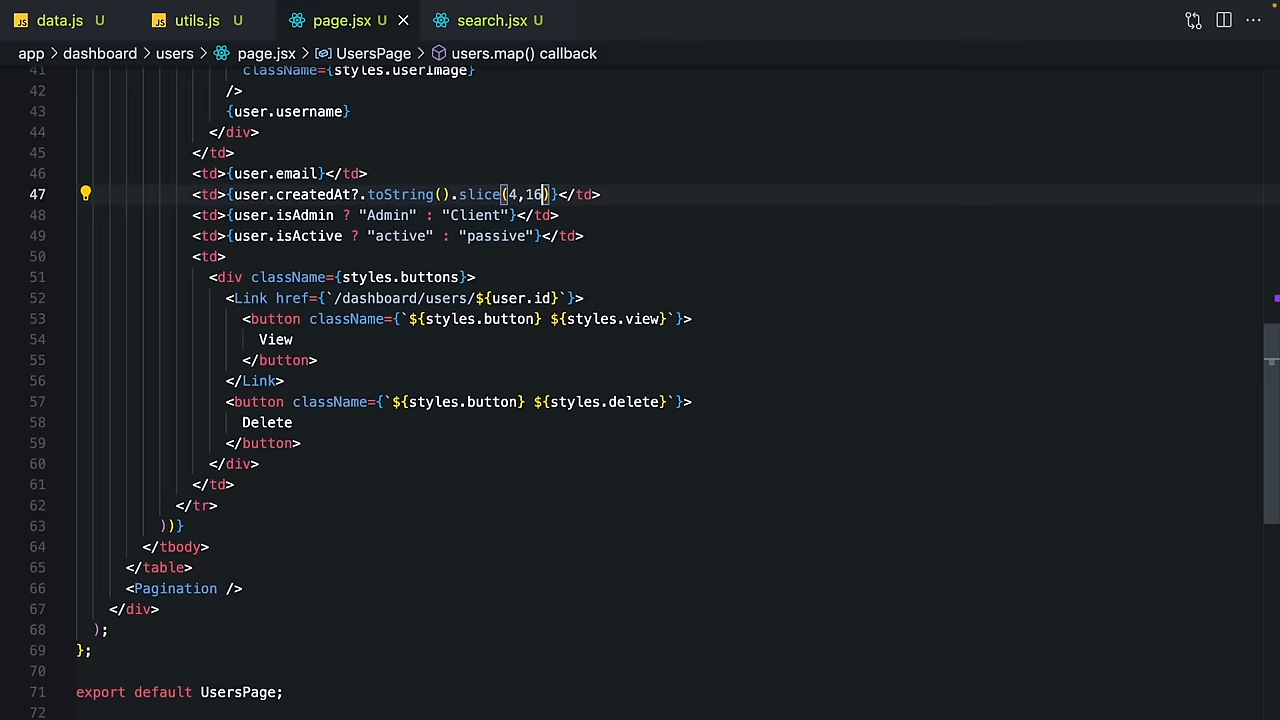 JS data.js U JS utils.js U page.jsx U search.jsx U
app > dashboard > users > page.jsx > UsersPage > users.map() callback
41 className={styles.userImage}
42 />
43 {user.username}
44 </div>
45 </td>
46 <td>{user.email}</td>
47 <td>{user.createdAt?.toString().slice(4,16)}</td>
48 <td>{user.isAdmin ? "Admin" : "Client"}</td>
49 <td>{user.isActive ? "active" : "passive"}</td>
50 <td>
51 <div className={styles.buttons}>
52 <Link href={`/dashboard/users/${user.id}`}>
53 <button className={`${styles.button} ${styles.view}`}>
54 View
55 </button>
56 </Link>
57 <button className={`${styles.button} ${styles.delete}`}>
58 Delete
59 </button>
60 </div>
61 </td>
62 </tr>
63 ))}
64 </tbody>
65 </table>
66 <Pagination />
67 </div>
68 );
69 };
70
71 export default UsersPage;
72